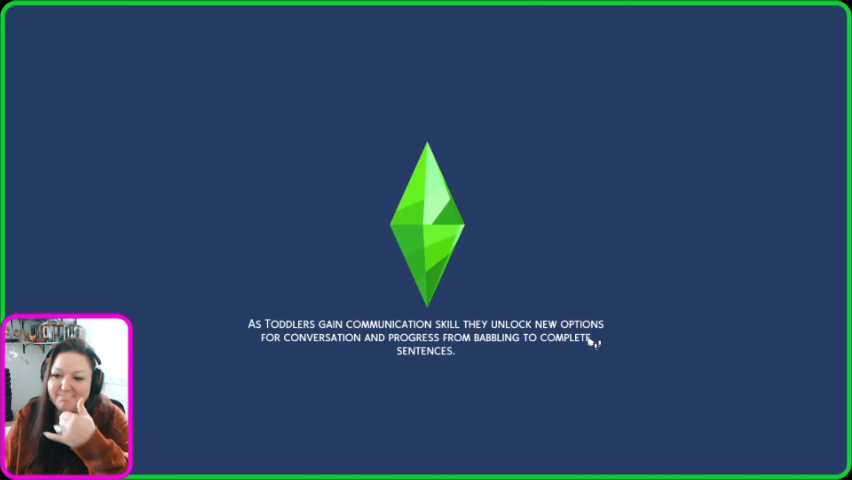 As Toddlers gain communication skill they unlock new options
for conversation and progress from babbling to complete
sentences.